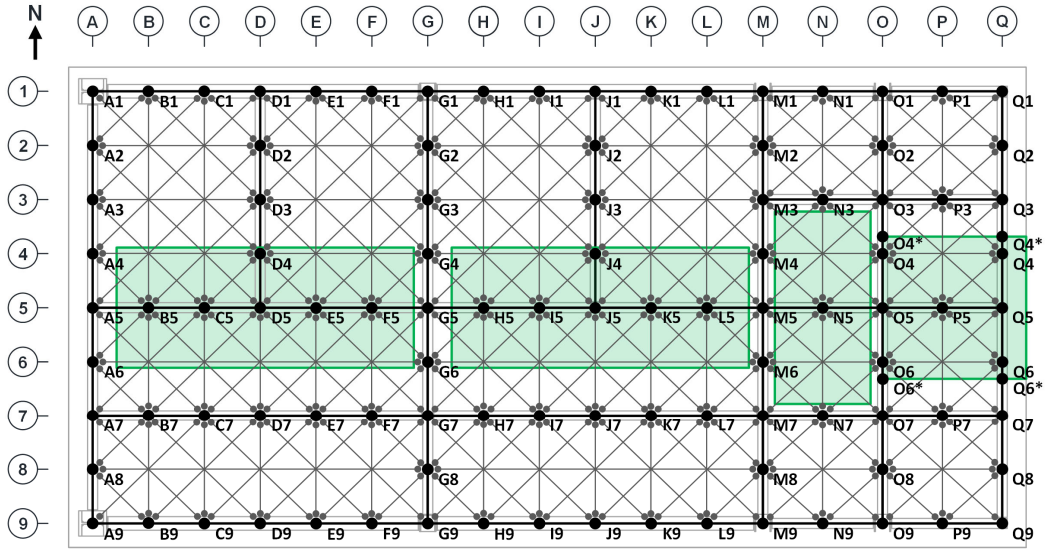 N
A B C D E F G H I J K L M N O P Q
1
A1 B1 C1 D1 E1 F1 G1 H1 I1 J1 K1 L1 M1 N1 O1 P1 Q1
2
A2 D2 G2 J2 M2 O2 Q2
3
A3 D3 G3 J3 M3 N3 O3 P3 Q3
O4* Q4*
4
A4 D4 G4 J4 M4 O4 Q4
5
A5 B5 C5 D5 E5 F5 G5 H5 I5 J5 K5 L5 M5 N5 O5 P5 Q5
6
A6 G6 M6 O6 Q6
O6* Q6*
7
A7 B7 C7 D7 E7 F7 G7 H7 I7 J7 K7 L7 M7 N7 O7 P7 Q7
8
A8 G8 M8 O8 Q8
9
A9 B9 C9 D9 E9 F9 G9 H9 I9 J9 K9 L9 M9 N9 O9 P9 Q9